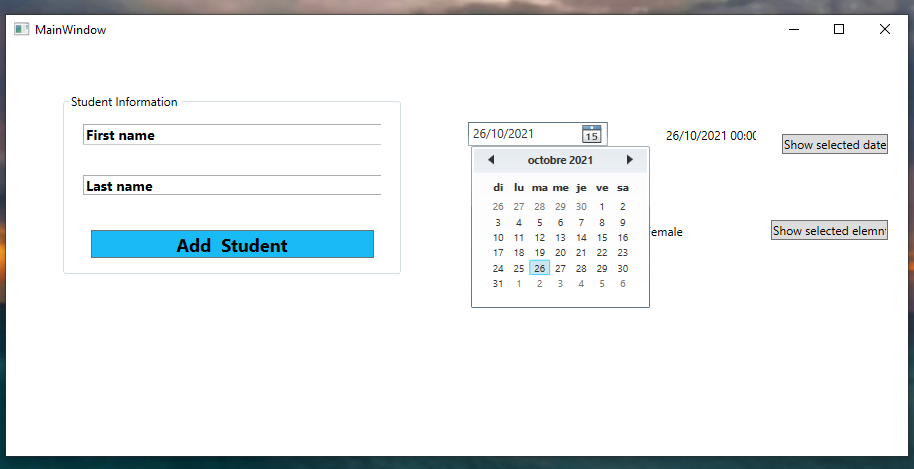 MainWindow
Student Information
First name
Last name
Add Student
26/10/2021
15
octobre 2021
di lu ma me je ve sa
26 27 28 29 30 1 2
3 4 5 6 7 8 9
10 11 12 13 14 15 16
17 18 19 20 21 22 23
24 25 26 27 28 29 30
31 1 2 3 4 5 6
26/10/2021 00:00
Show selected date
emale
Show selected elemn